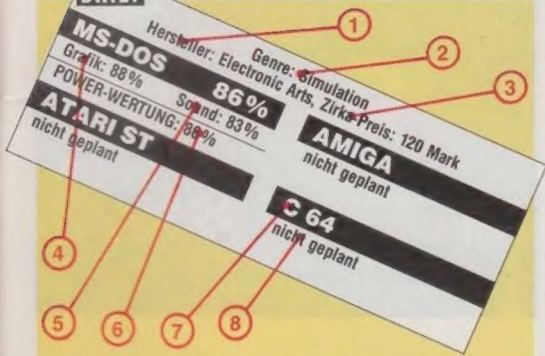 1
Genre: Simulation
2
Hersteller: Electronic Arts, Zirka-Preis: 120 Mark
3
MS-DOS 86%
Grafik: 88% Sound: 83%
POWER-WERTUNG:
ATARI ST
nicht geplant
AMIGA
nicht geplant
C 64
nicht geplant
4
5
6
7
8